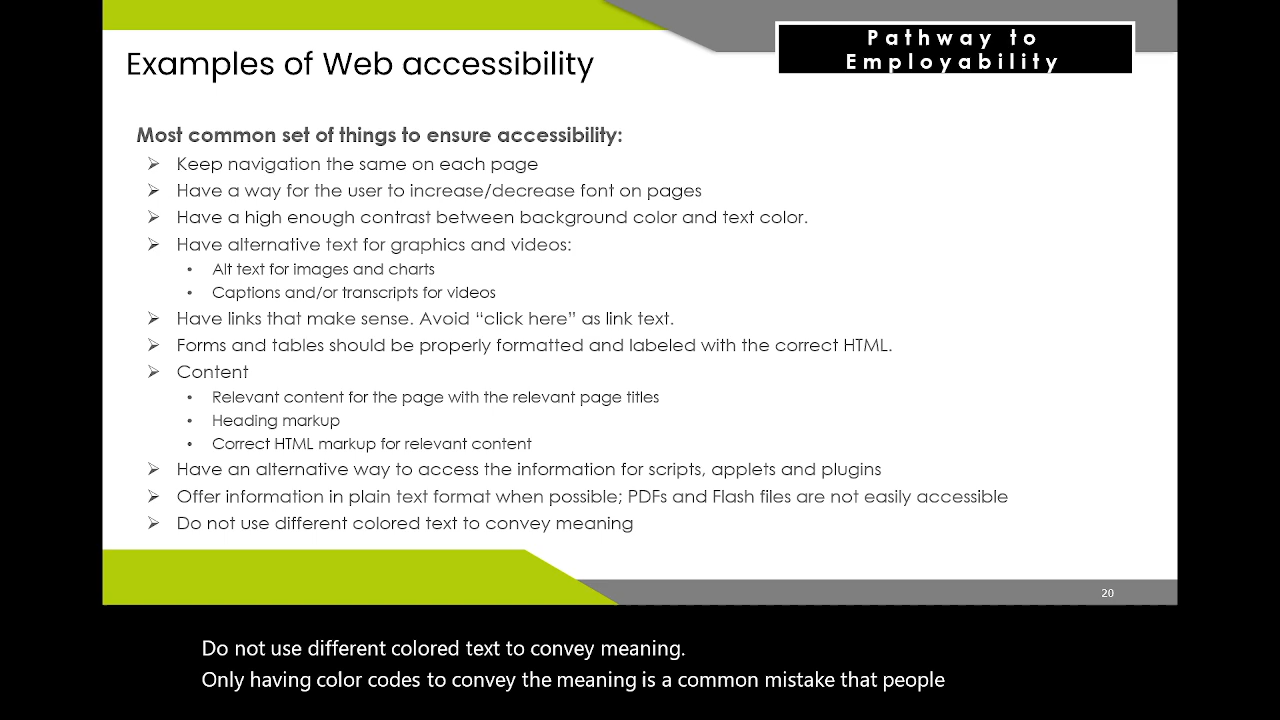 Pathway to
Employability
Examples of Web accessibility
Most common set of things to ensure accessibility:
Keep navigation the same on each page
Have a way for the user to increase/decrease font on pages
Have a high enough contrast between background color and text color.
Have alternative text for graphics and videos:
• Alt text for images and charts
• Captions and/or transcripts for videos
Have links that make sense. Avoid “click here” as link text.
Forms and tables should be properly formatted and labeled with the correct HTML.
Content
• Relevant content for the page with the relevant page titles
• Heading markup
• Correct HTML markup for relevant content
Have an alternative way to access the information for scripts, applets and plugins
Offer information in plain text format when possible; PDFs and Flash files are not easily accessible
Do not use different colored text to convey meaning
20
Do not use different colored text to convey meaning.
Only having color codes to convey the meaning is a common mistake that people